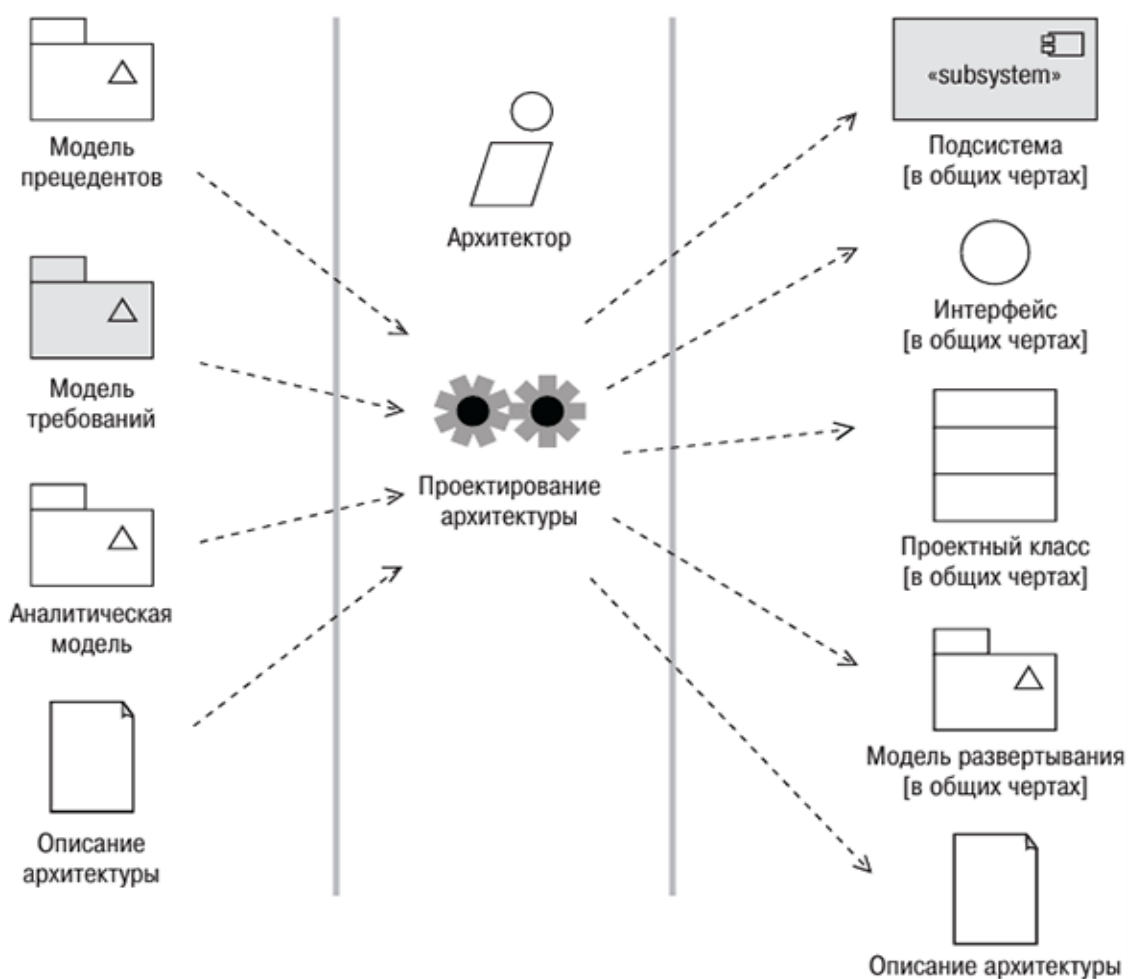 Модель
прецедентов
Модель
требований
Аналитическая
модель
Описание
архитектуры
Архитектор
Проектирование
архитектуры
«subsystem»
Подсистема
[в общих чертах]
Интерфейс
[в общих чертах]
Проектный класс
[в общих чертах]
Модель развертывания
[в общих чертах]
Описание архитектуры